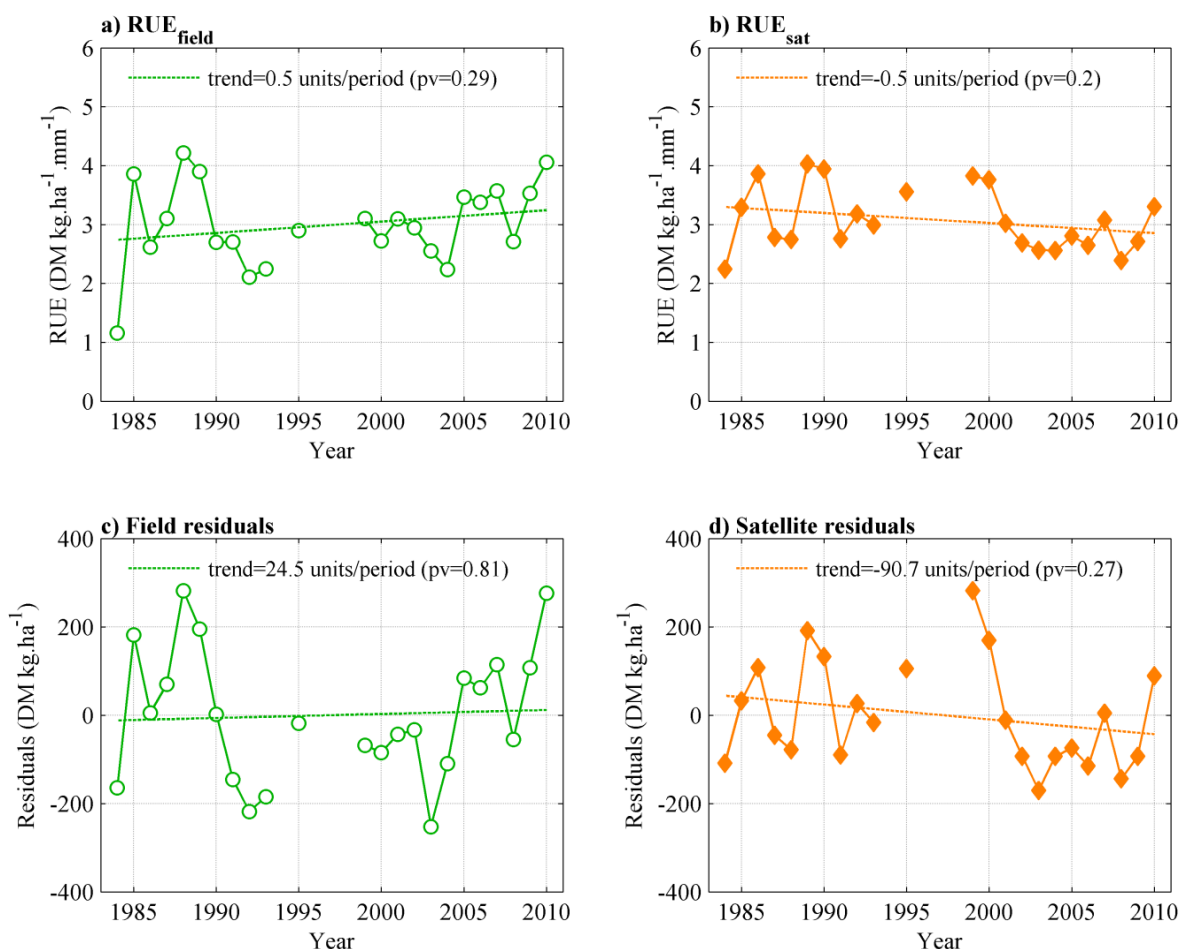 a) RUE_field
trend=0.5 units/period (pv=0.29)
RUE (DM kg.ha⁻¹.mm⁻¹)
6
5
4
3
2
1
0
1985 1990 1995 2000 2005 2010
Year
b) RUE_sat
trend=-0.5 units/period (pv=0.2)
RUE (DM kg.ha⁻¹.mm⁻¹)
6
5
4
3
2
1
0
1985 1990 1995 2000 2005 2010
Year
c) Field residuals
trend=24.5 units/period (pv=0.81)
Residuals (DM kg.ha⁻¹)
400
200
0
-200
-400
1985 1990 1995 2000 2005 2010
Year
d) Satellite residuals
trend=-90.7 units/period (pv=0.27)
Residuals (DM kg.ha⁻¹)
400
200
0
-200
-400
1985 1990 1995 2000 2005 2010
Year